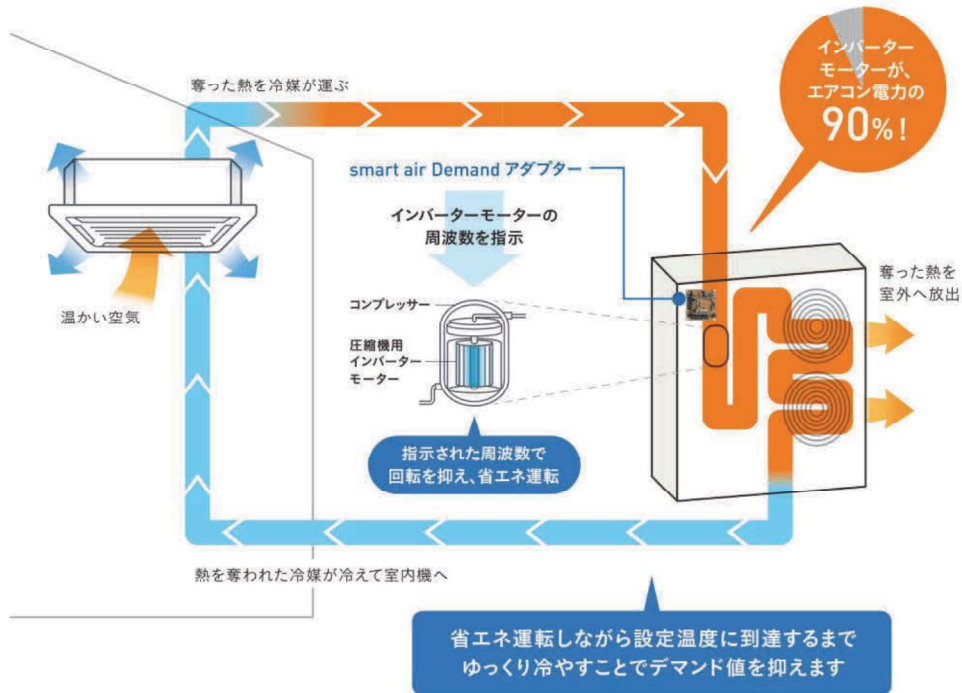 インバーター
モーターが、
エアコン電力の
90%!
奪った熱を冷媒が運ぶ
smart air Demand アダプター
インバーターモーターの
周波数を指示
奪った熱を
室外へ放出
温かい空気
コンプレッサー
圧縮機用
インバーター
モーター
指示された周波数で
回転を抑え、省エネ運転
熱を奪われた冷媒が冷えて室内機へ
省エネ運転しながら設定温度に到達するまで
ゆっくり冷やすことでデマンド値を抑えます